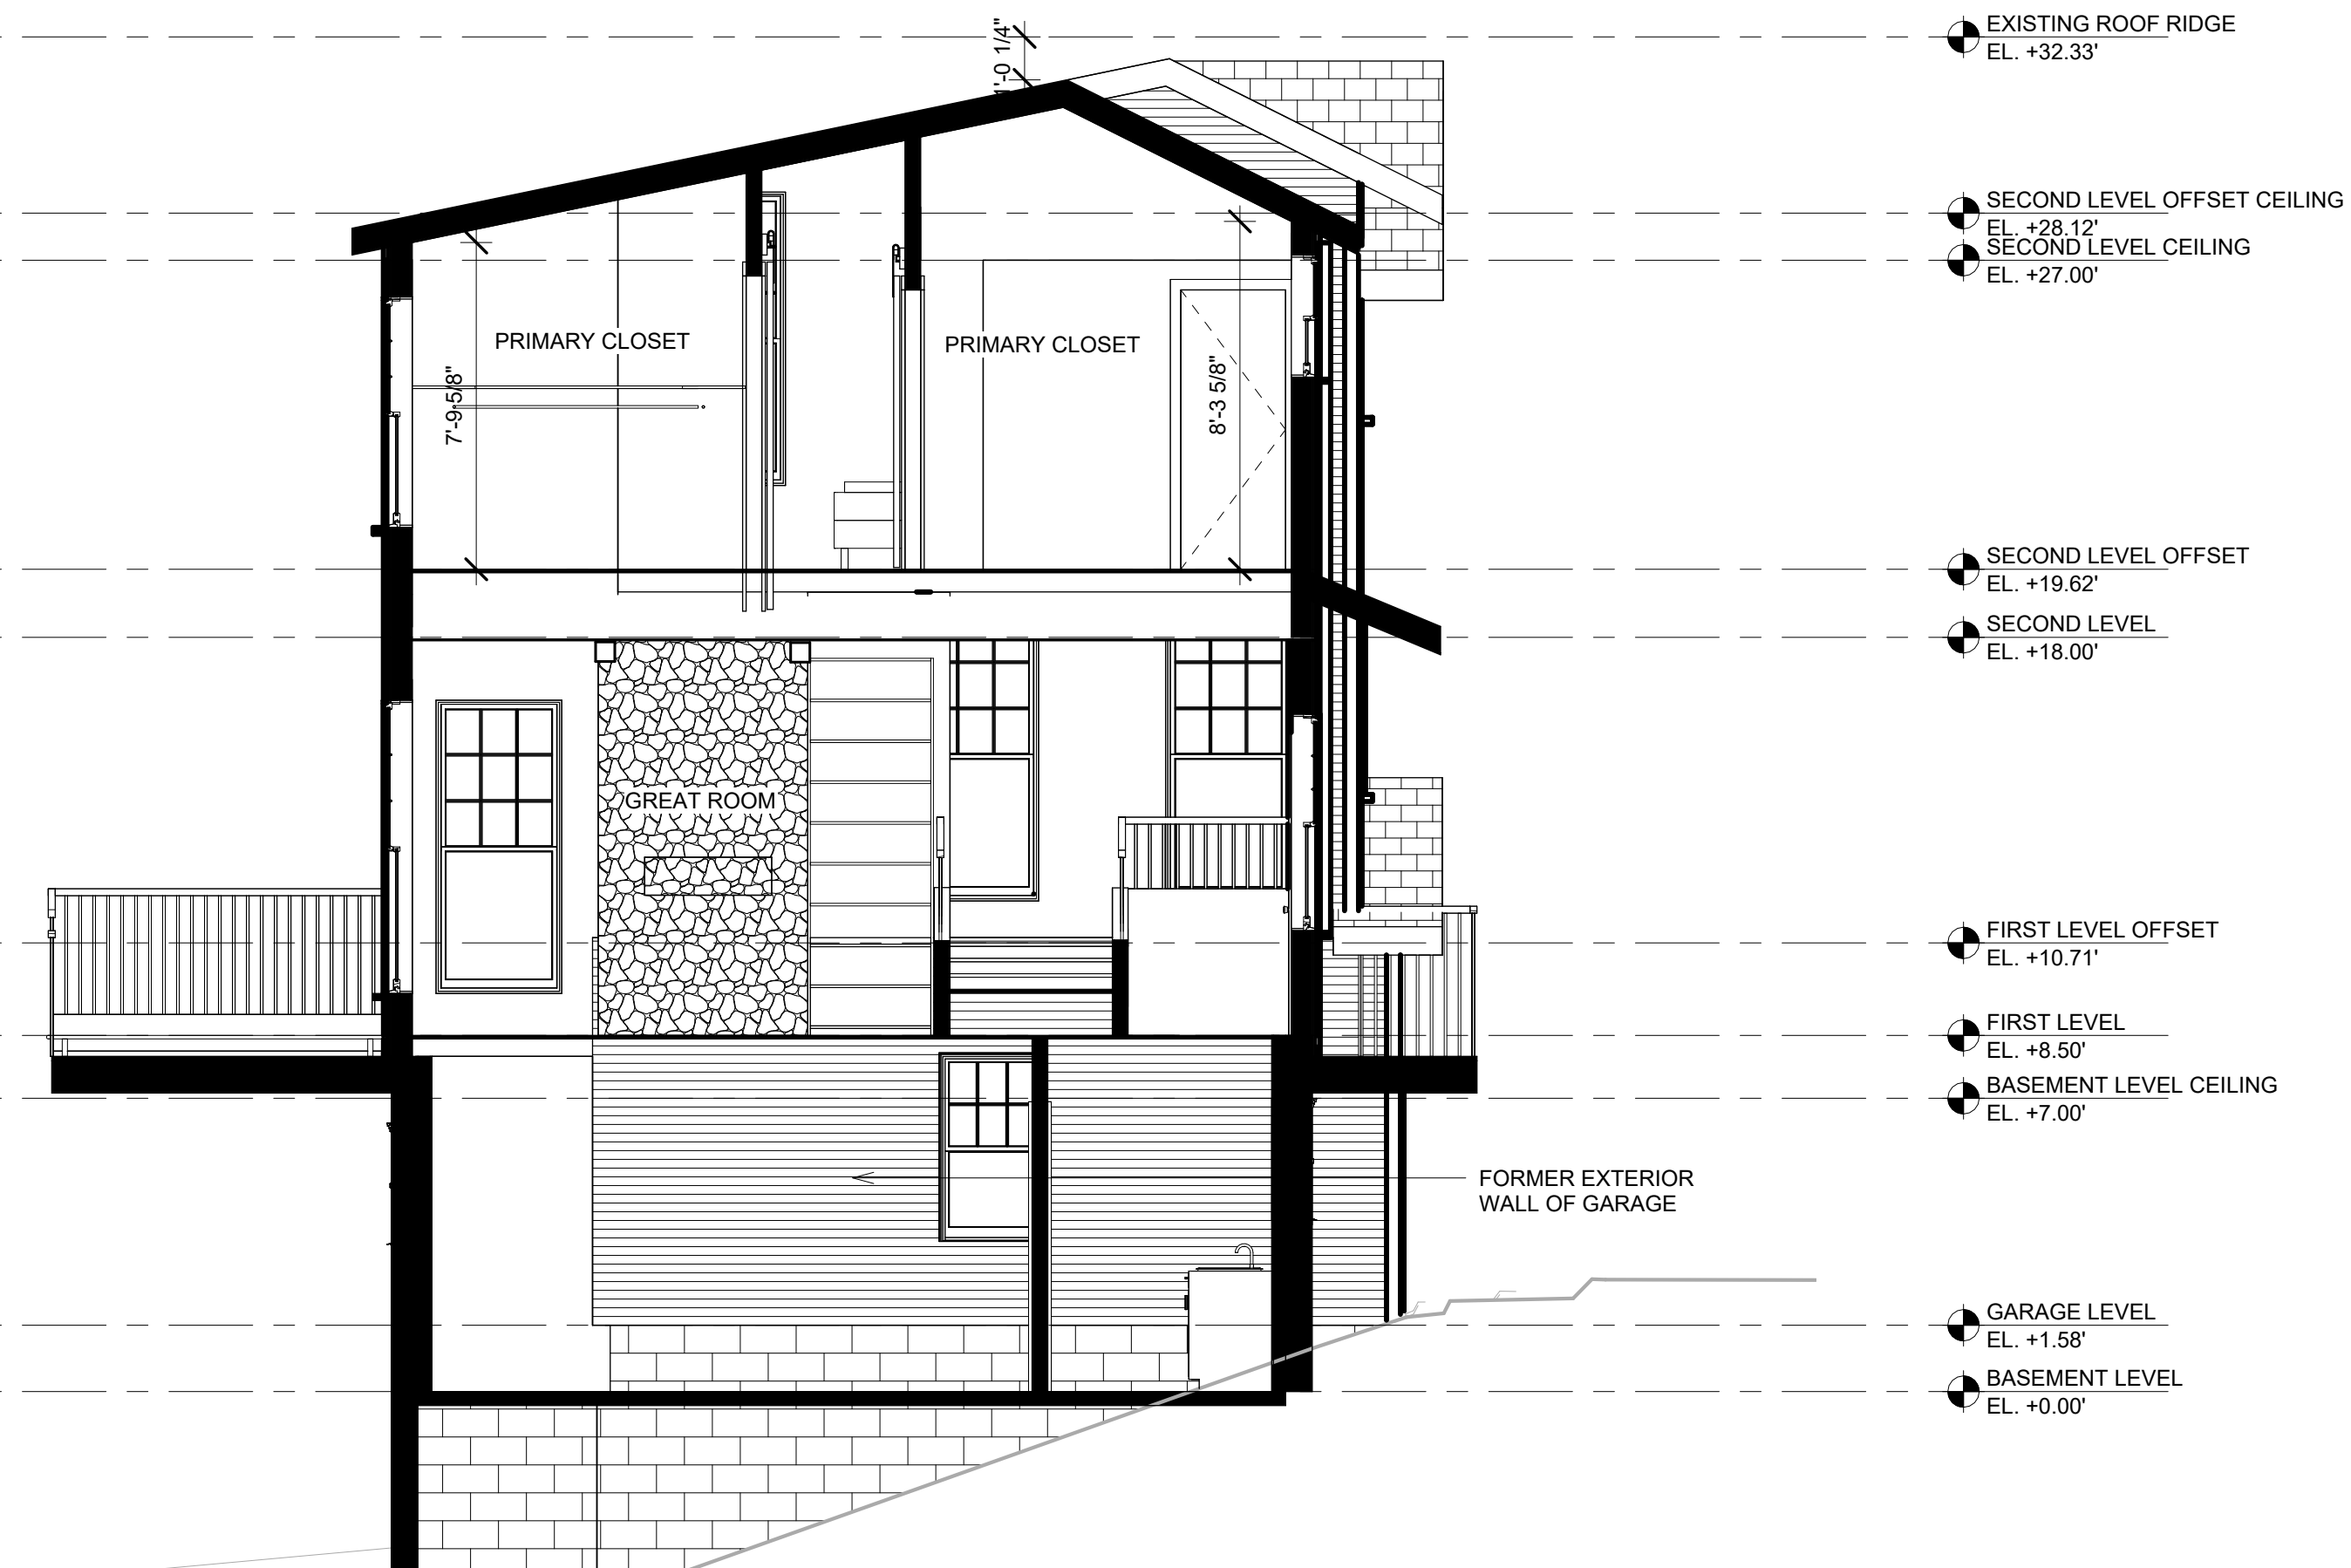 1'-0 1/4"
EXISTING ROOF RIDGE
EL. +32.33'
SECOND LEVEL OFFSET CEILING
EL. +28.12'
SECOND LEVEL CEILING
EL. +27.00'
PRIMARY CLOSET
PRIMARY CLOSET
7'-9 5/8"
8'-3 5/8"
SECOND LEVEL OFFSET
EL. +19.62'
SECOND LEVEL
EL. +18.00'
GREAT ROOM
FIRST LEVEL OFFSET
EL. +10.71'
FIRST LEVEL
EL. +8.50'
BASEMENT LEVEL CEILING
EL. +7.00'
FORMER EXTERIOR
WALL OF GARAGE
GARAGE LEVEL
EL. +1.58'
BASEMENT LEVEL
EL. +0.00'